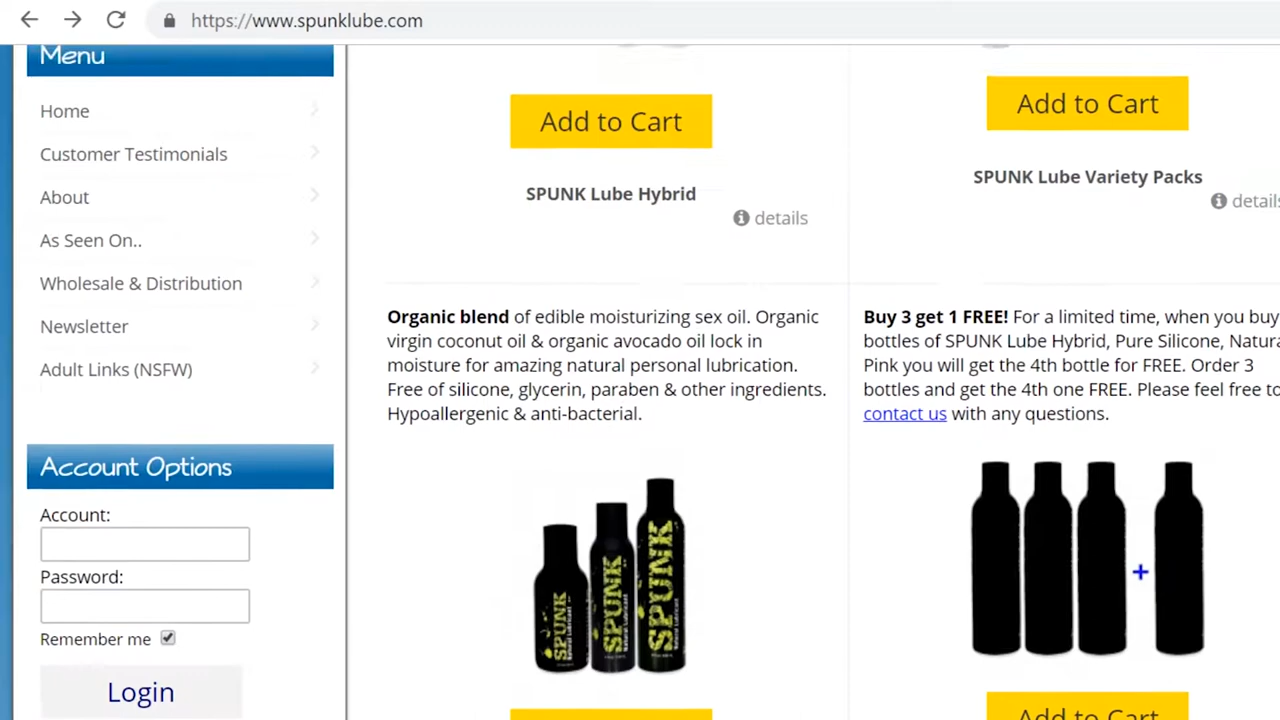 https://www.spunklube.com
Menu
Home
Customer Testimonials
About
As Seen On..
Wholesale & Distribution
Newsletter
Adult Links (NSFW)
Account Options
Account:
Password:
Remember me
Login
Add to Cart
SPUNK Lube Hybrid
details
Organic blend of edible moisturizing sex oil. Organic
virgin coconut oil & organic avocado oil lock in
moisture for amazing natural personal lubrication.
Free of silicone, glycerin, paraben & other ingredients.
Hypoallergenic & anti-bacterial.
SPUNK
SPUNK
SPUNK
Add to Cart
SPUNK Lube Variety Packs
details
Buy 3 get 1 FREE! For a limited time, when you buy
bottles of SPUNK Lube Hybrid, Pure Silicone, Natura
Pink you will get the 4th bottle for FREE. Order 3
bottles and get the 4th one FREE. Please feel free to
contact us with any questions.
+
Add to Cart